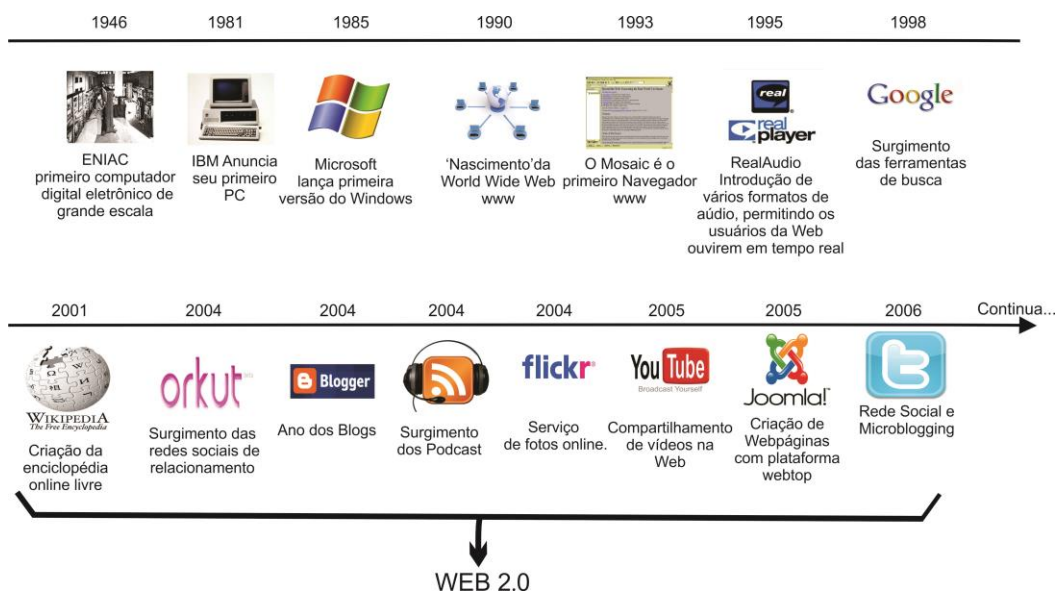 1946 1981 1985 1990 1993 1995 1998
ENIAC
primeiro computador
digital eletrônico de
grande escala
IBM Anuncia
seu primeiro
PC
Microsoft
lança primeira
versão do Windows
'Nascimento'da
World Wide Web
www
O Mosaic é o
primeiro Navegador
www
real
real
player
RealAudio
Introdução de
vários formatos de
aúdio, permitindo os
usuários da Web
ouvirem em tempo real
Google
Surgimento
das ferramentas
de busca
2001 2004 2004 2004 2004 2005 2005 2006 Continua...
WIKIPEDIA
The Free Encyclopedia
Criação da
enciclopédia
online livre
orkut
Surgimento das
redes sociais de
relacionamento
B Blogger
Ano dos Blogs
Surgimento
dos Podcast
flickr
Serviço
de fotos online.
YouTube
Broadcast Yourself
Compartilhamento
de vídeos na
Web
Joomla!
Criação de
Webpáginas
com plataforma
webtop
t
Rede Social e
Microblogging
WEB 2.0